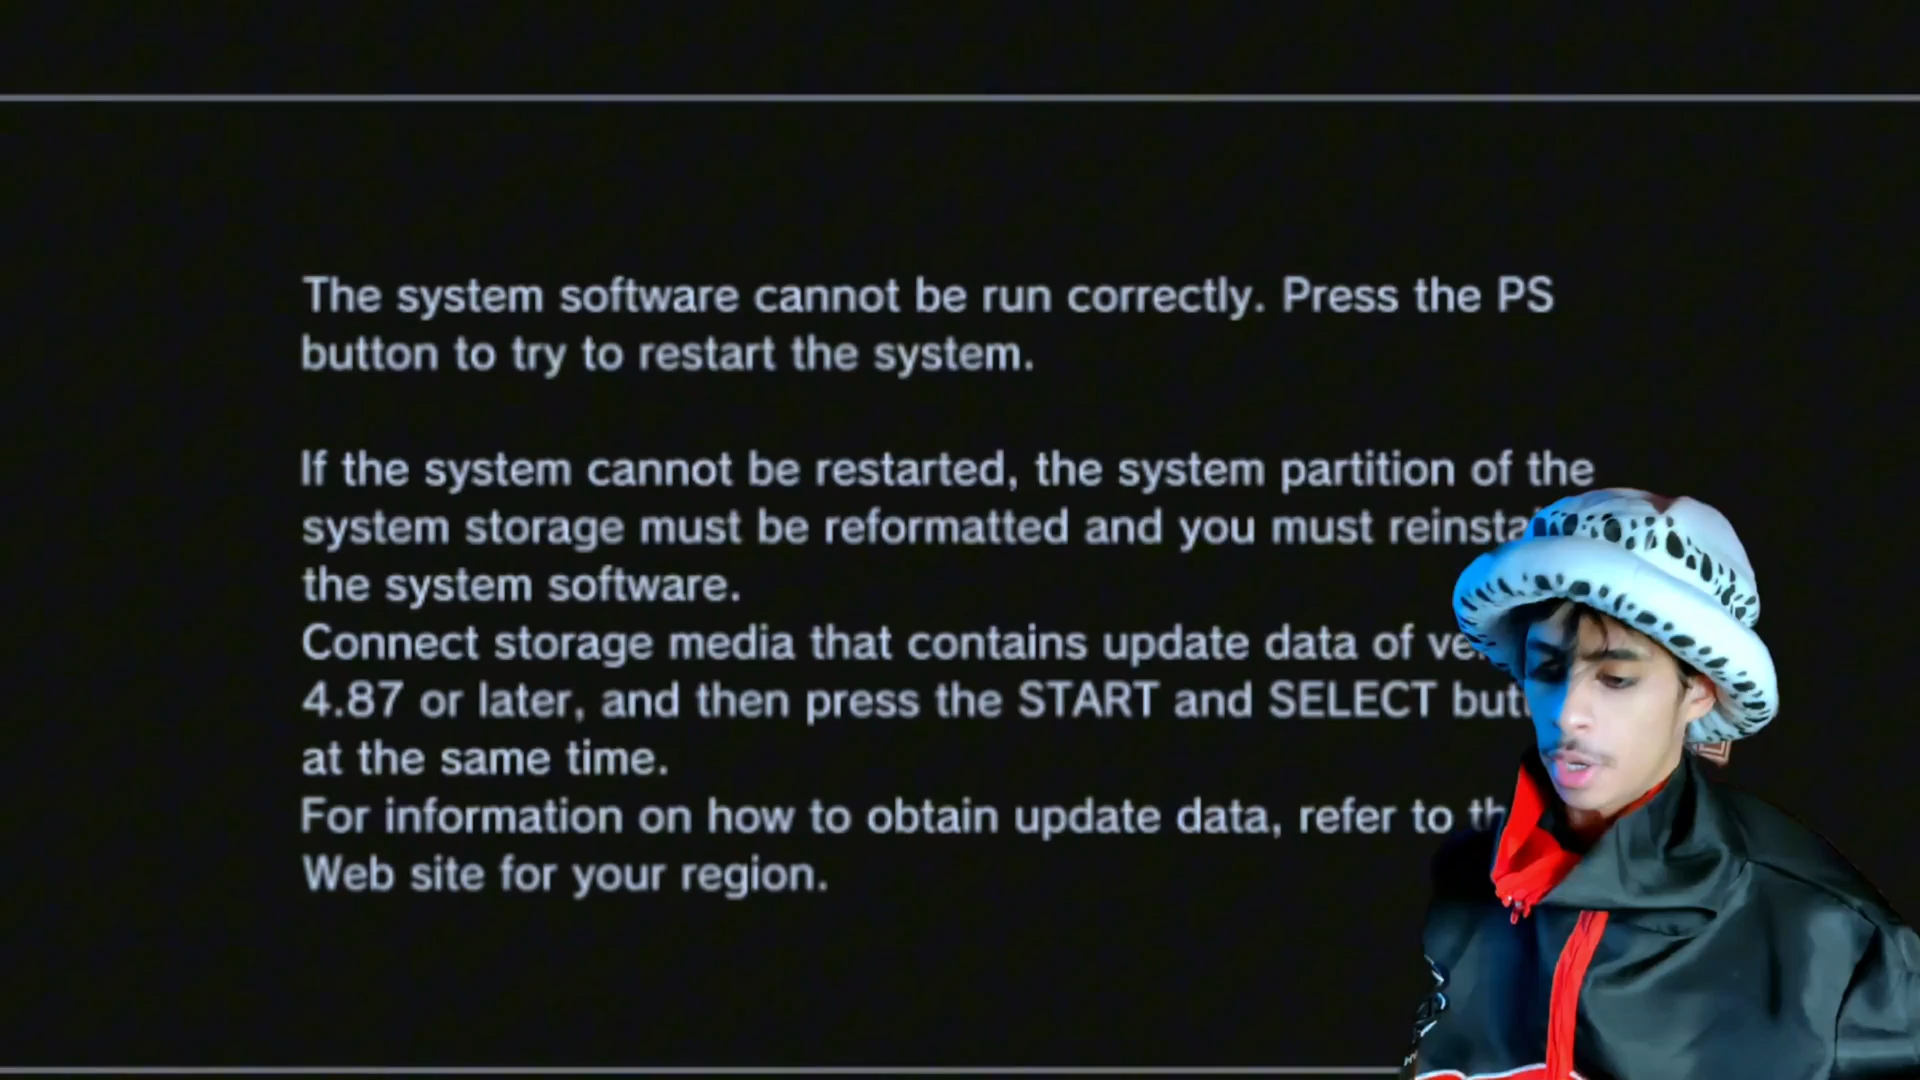 The system software cannot be run correctly. Press the PS
button to try to restart the system.
If the system cannot be restarted, the system partition of the
system storage must be reformatted and you must
the system software.
Connect storage media that contains update data of
4.87 or later, and then press the START and SELECT
at the same time.
For information on how to obtain update data, refer to
Web site for your region.